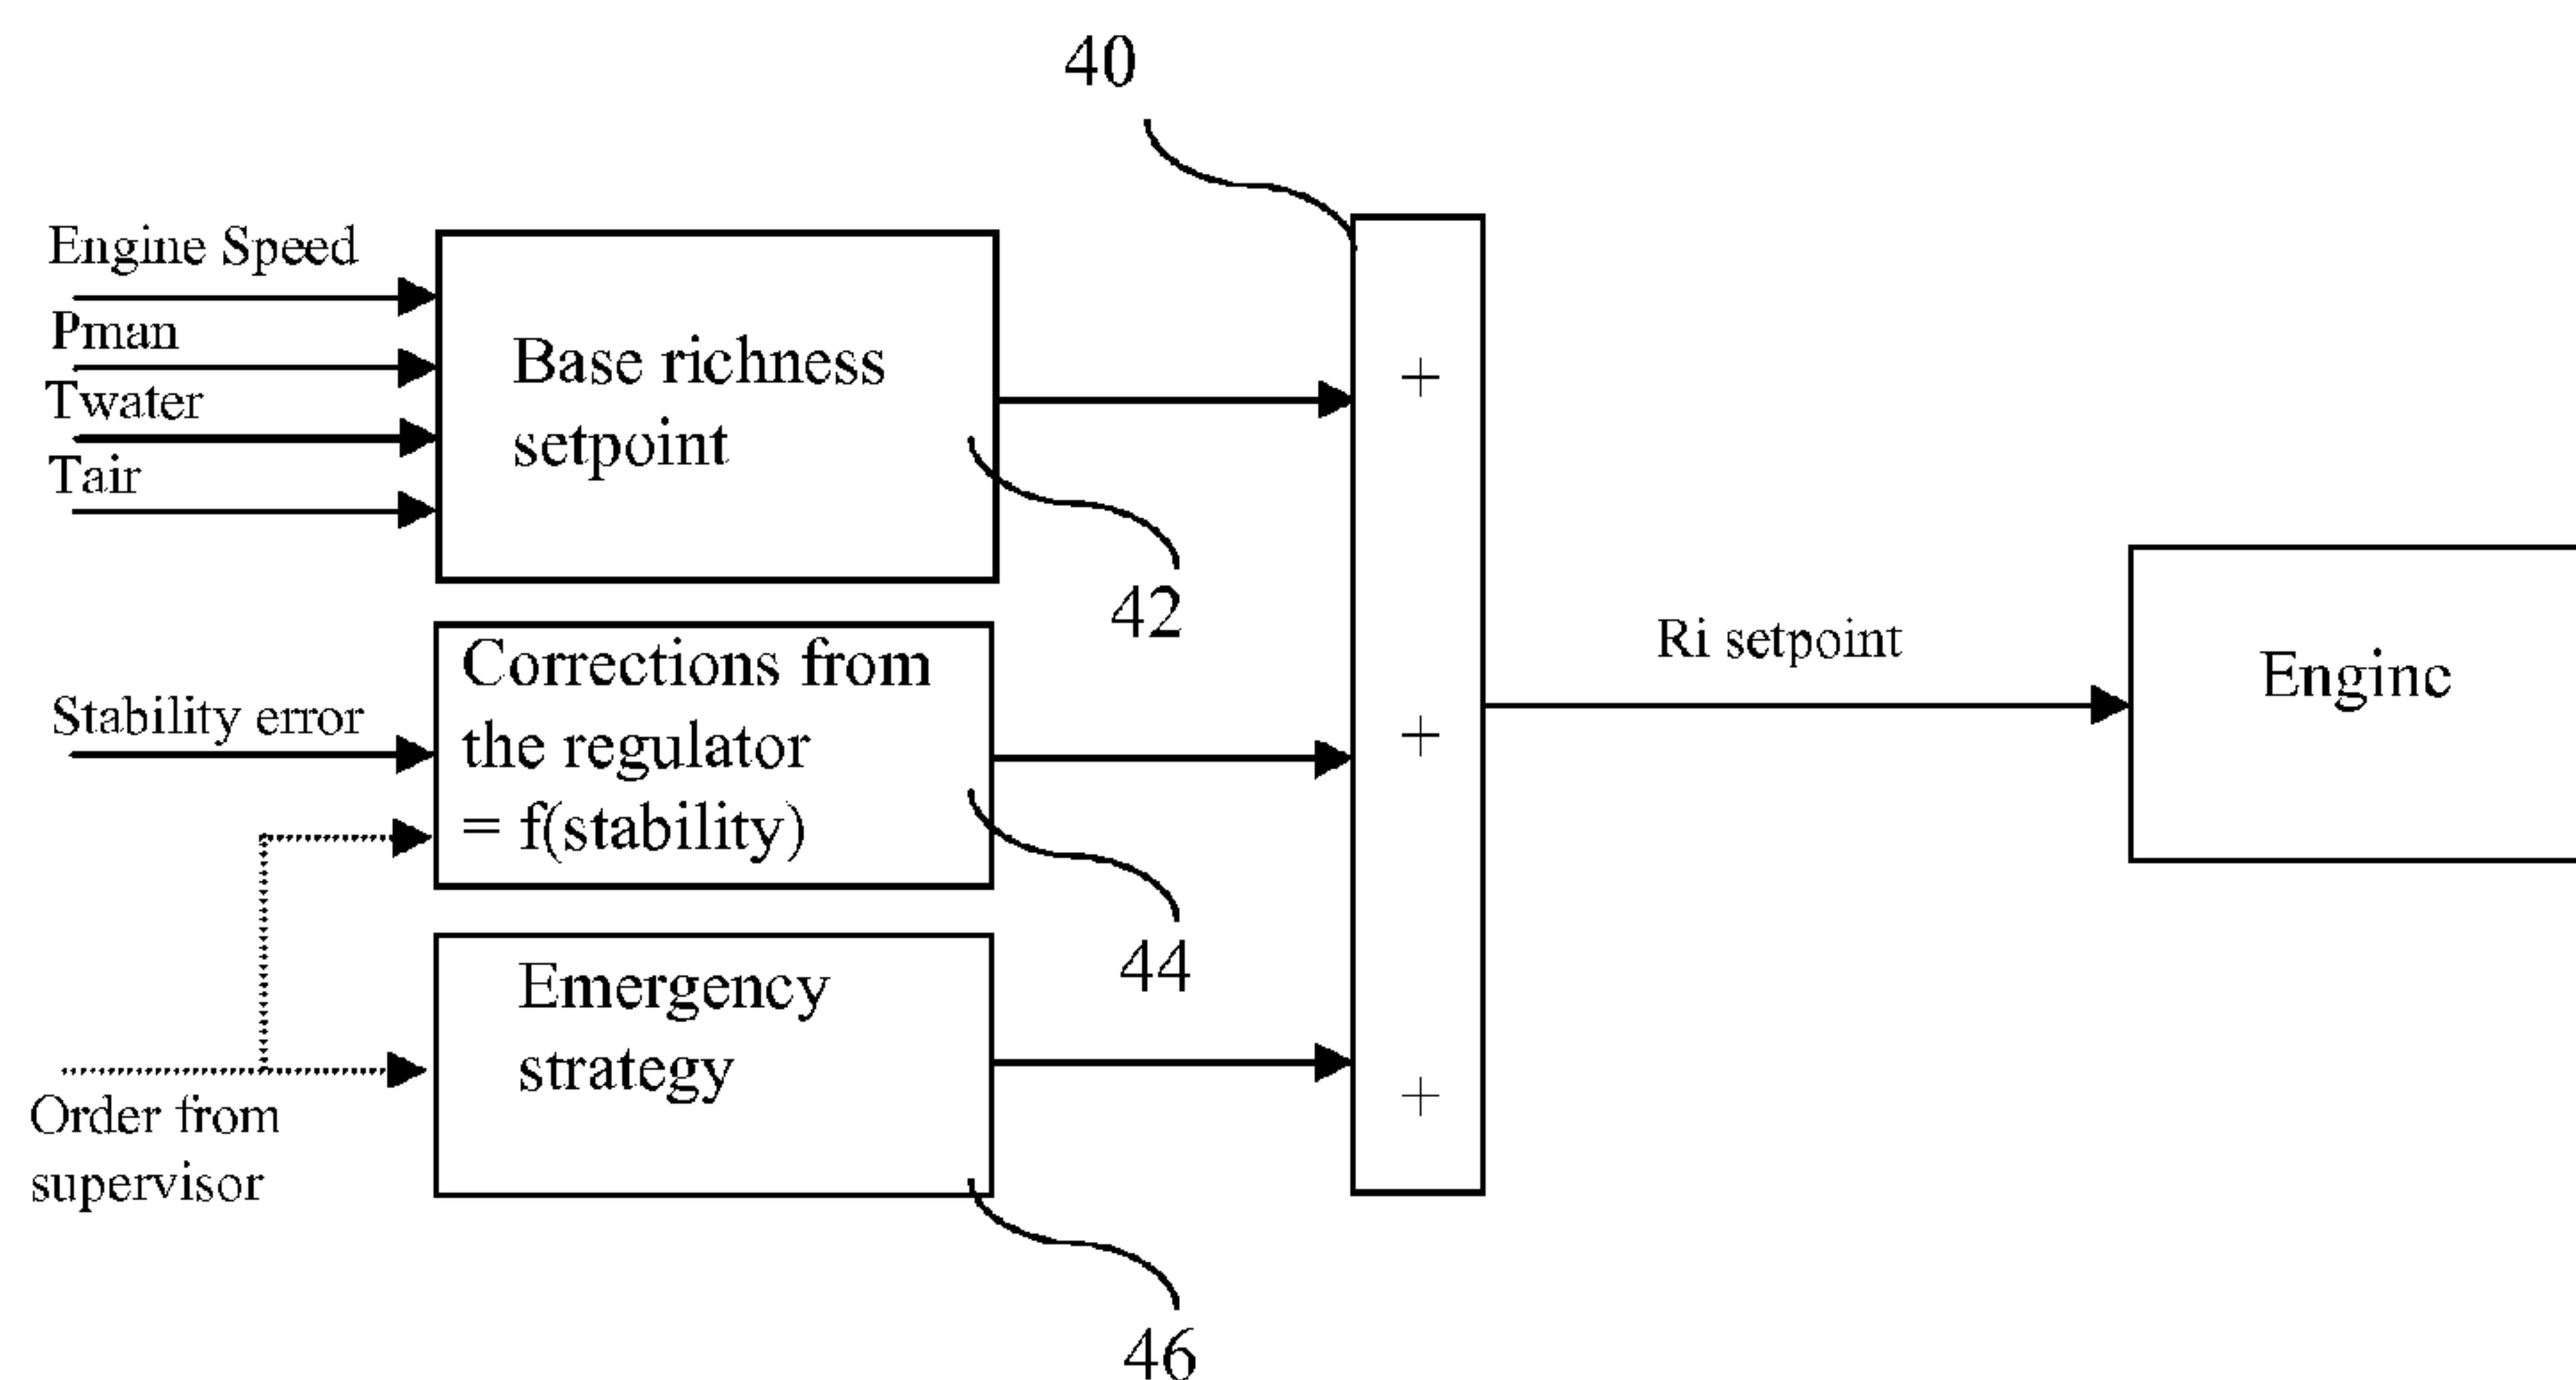 40
Engine Speed
Pman
Twater
Tair
Base richness
setpoint
+
42
Corrections from
the regulator
= f(stability)
Stability error
+
Ri setpoint
Engine
44
Emergency
strategy
+
Order from
supervisor
46